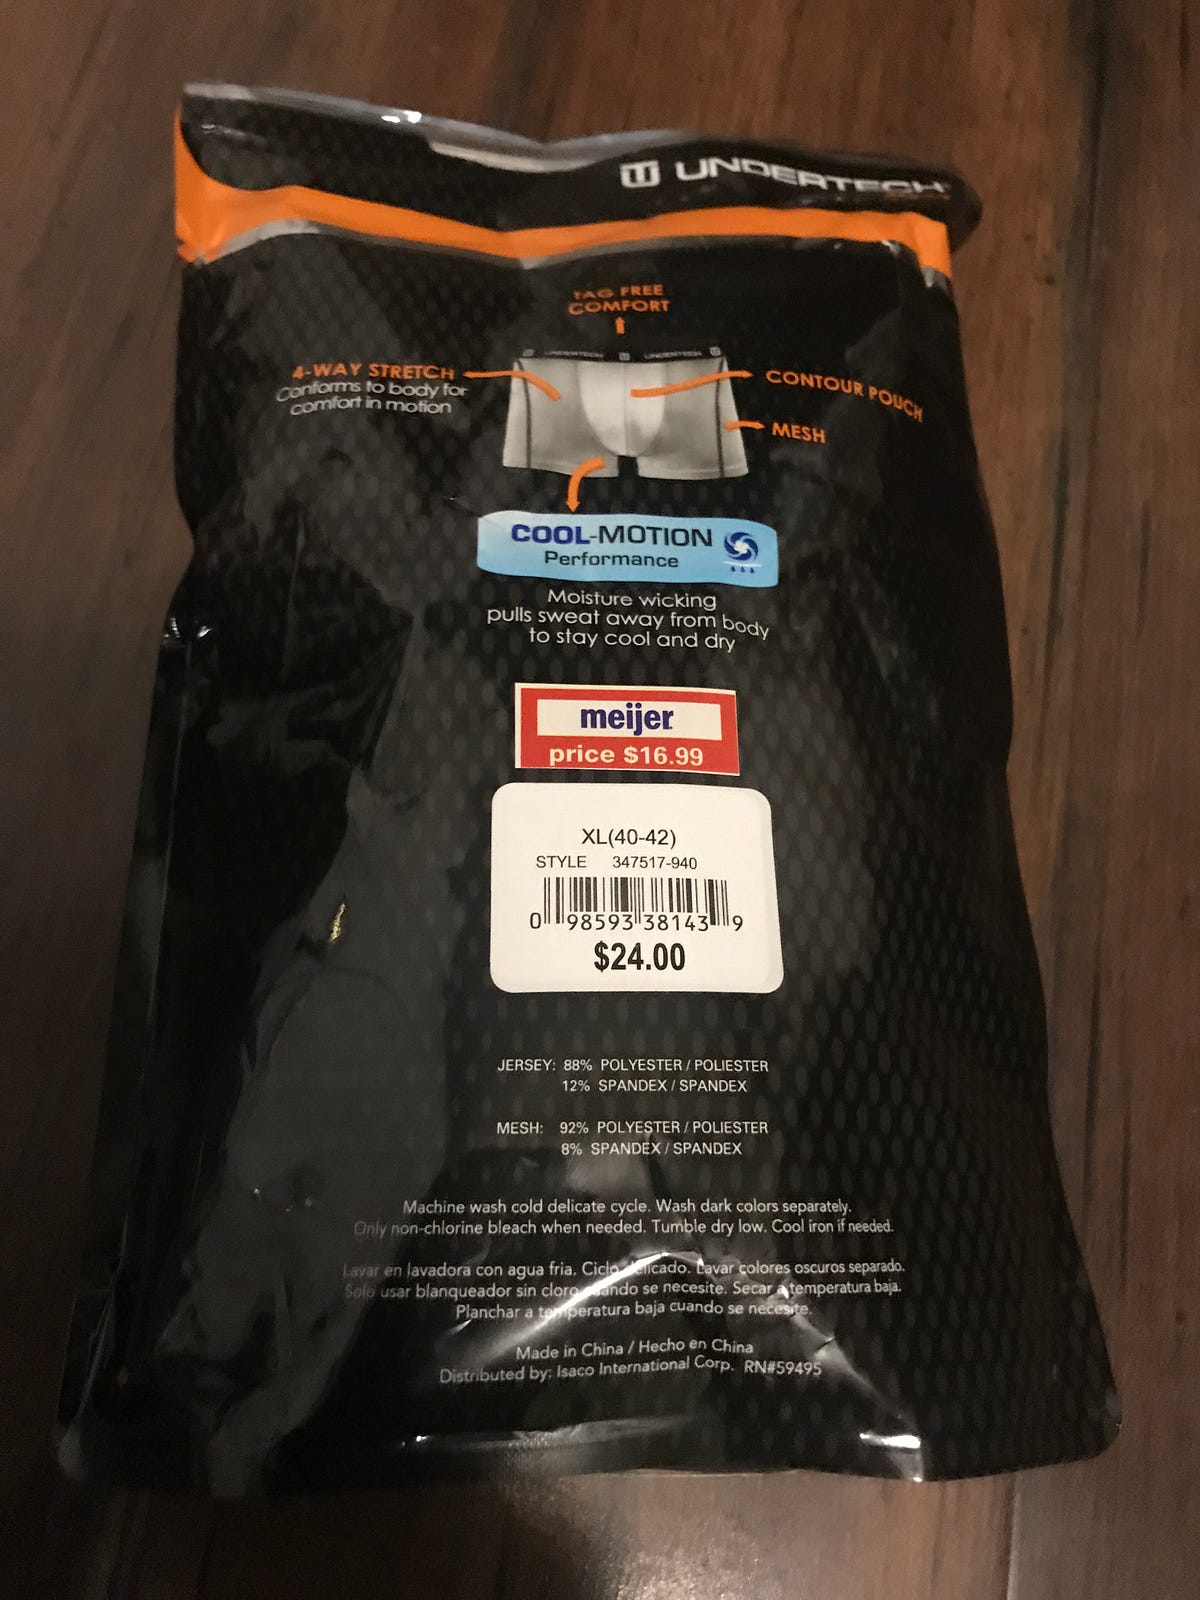 UNDERTECH
TAG FREE
COMFORT
UNDERTECH UNDERTECH
4-WAY STRETCH
Conforms to body for
comfort in motion
CONTOUR POUCH
MESH
COOL-MOTION
Performance
Moisture wicking
pulls sweat away from body
to stay cool and dry
meijer
price $16.99
XL(40-42)
STYLE 347517-940
0 98593 38143 9
$24.00
JERSEY: 88% POLYESTER / POLIESTER
12% SPANDEX / SPANDEX
MESH: 92% POLYESTER / POLIESTER
8% SPANDEX / SPANDEX
Machine wash cold delicate cycle. Wash dark colors separately.
Only non-chlorine bleach when needed. Tumble dry low. Cool iron if needed.
Lavar en lavadora con agua fria. Ciclo delicado. Lavar colores oscuros separado.
Solo usar blanqueador sin cloro cuando se necesite. Secar a temperatura baja.
Planchar a temperatura baja cuando se necesite.
Made in China / Hecho en China
Distributed by: Isaco International Corp. RN#59495